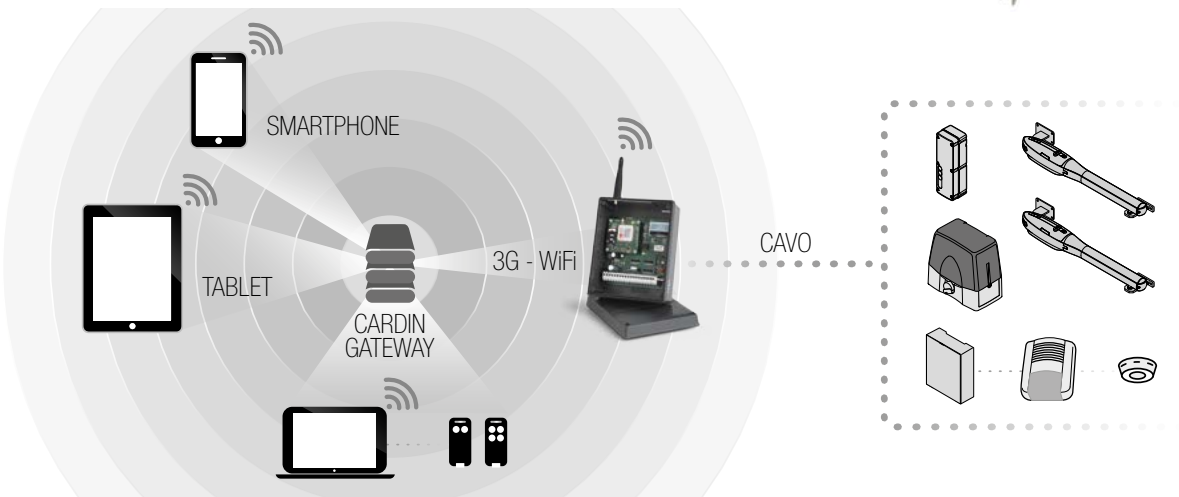 SMARTPHONE
TABLET
CARDIN
GATEWAY
3G - WiFi
CAVO